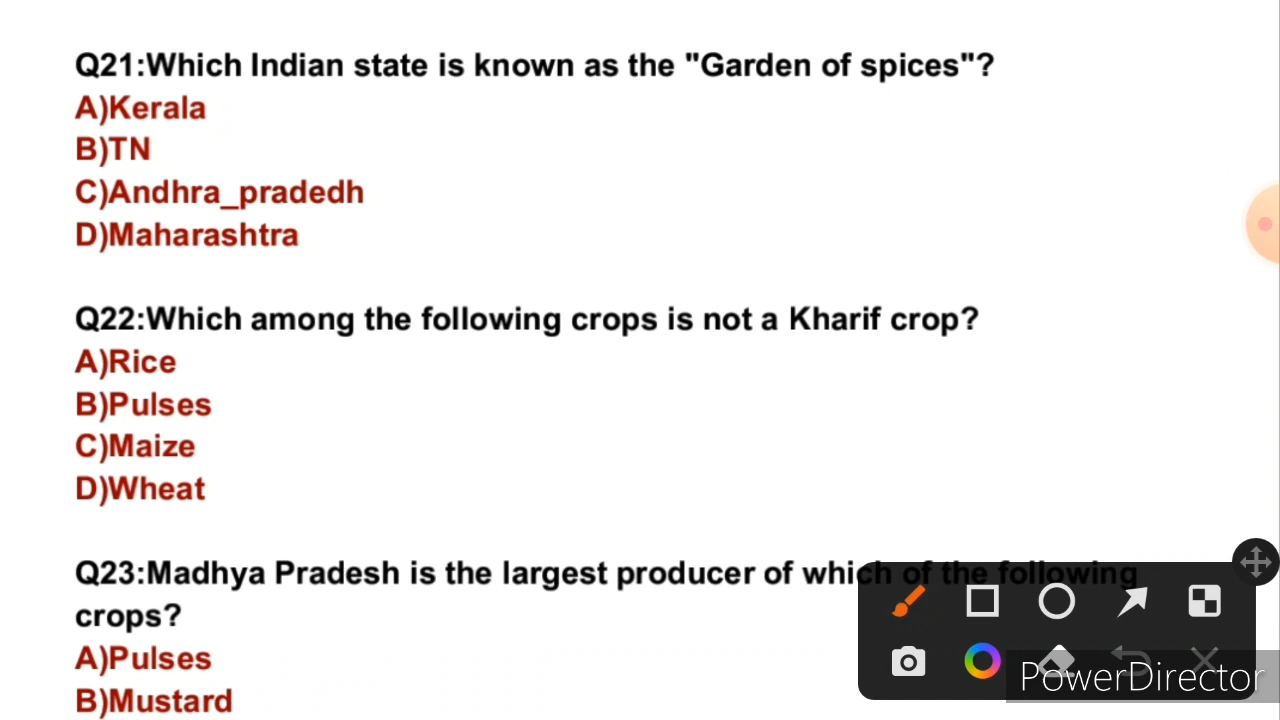 Q21:Which Indian state is known as the "Garden of spices"?
A)Kerala
B)TN
C)Andhra_pradedh
D)Maharashtra
Q22:Which among the following crops is not a Kharif crop?
A)Rice
B)Pulses
C)Maize
D)Wheat
Q23:Madhya Pradesh is the largest producer of which of the following
crops?
A)Pulses
B)Mustard
PowerDirector